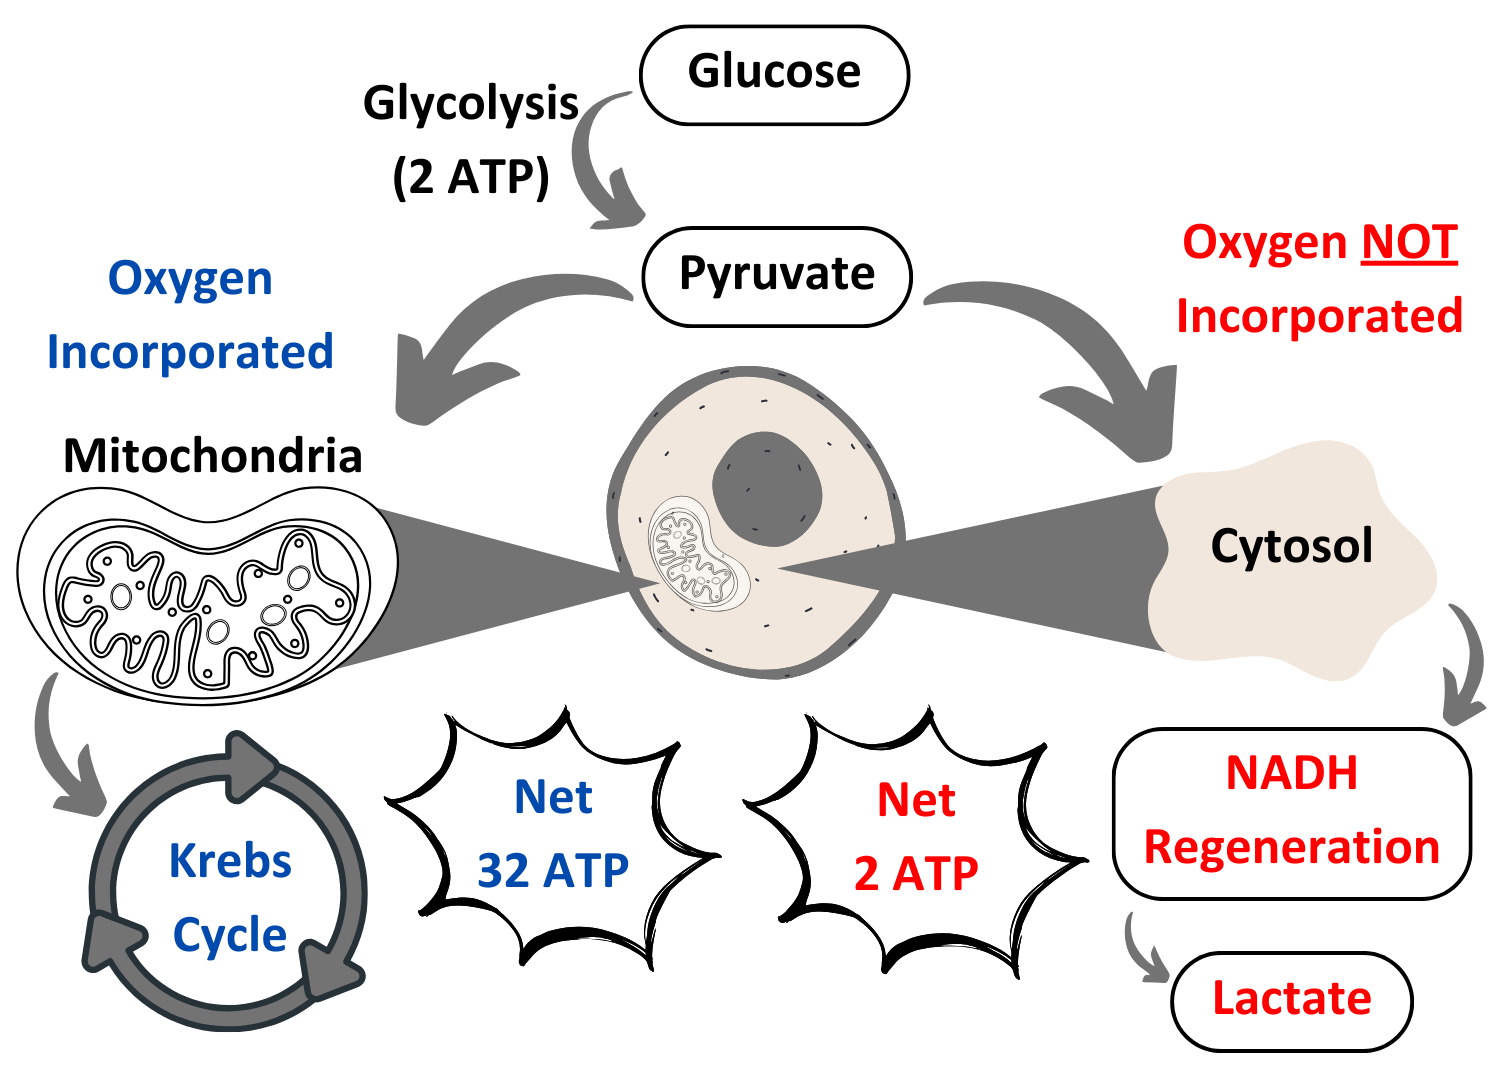 Glucose
Glycolysis
(2 ATP)
Pyruvate
Oxygen
Incorporated
Oxygen NOT
Incorporated
Mitochondria
Cytosol
Krebs
Cycle
Net
32 ATP
Net
2 ATP
NADH
Regeneration
Lactate